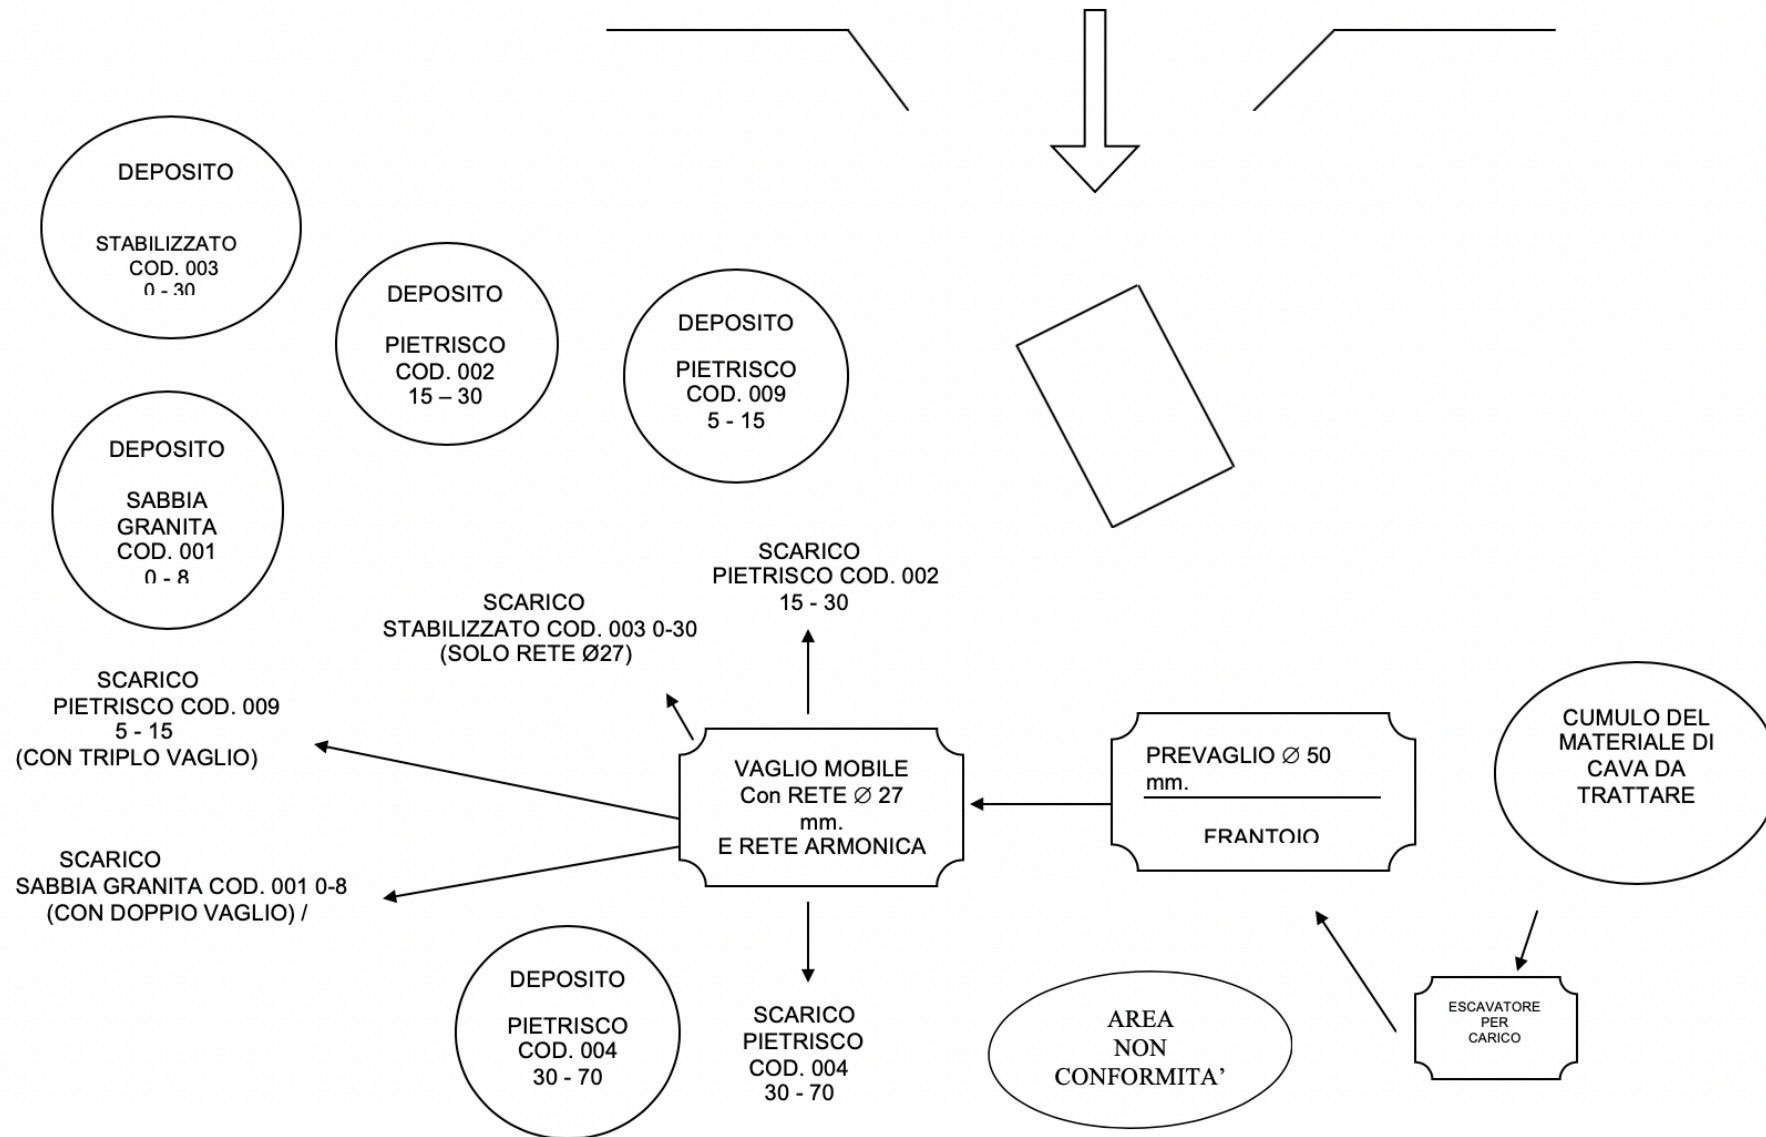 DEPOSITO
STABILIZZATO
COD. 003
0 - 30
DEPOSITO
PIETRISCO
COD. 002
15 – 30
DEPOSITO
PIETRISCO
COD. 009
5 - 15
DEPOSITO
SABBIA
GRANITA
COD. 001
0 - 8
SCARICO
PIETRISCO COD. 002
15 - 30
SCARICO
STABILIZZATO COD. 003 0-30
(SOLO RETE Ø27)
SCARICO
PIETRISCO COD. 009
5 - 15
(CON TRIPLO VAGLIO)
VAGLIO MOBILE
Con RETE ∅ 27
mm.
E RETE ARMONICA
PREVAGLIO ∅ 50
mm.
FRANTOIO
CUMULO DEL
MATERIALE DI
CAVA DA
TRATTARE
SCARICO
SABBIA GRANITA COD. 001 0-8
(CON DOPPIO VAGLIO) /
DEPOSITO
PIETRISCO
COD. 004
30 - 70
SCARICO
PIETRISCO
COD. 004
30 - 70
AREA
NON
CONFORMITA’
ESCAVATORE
PER
CARICO